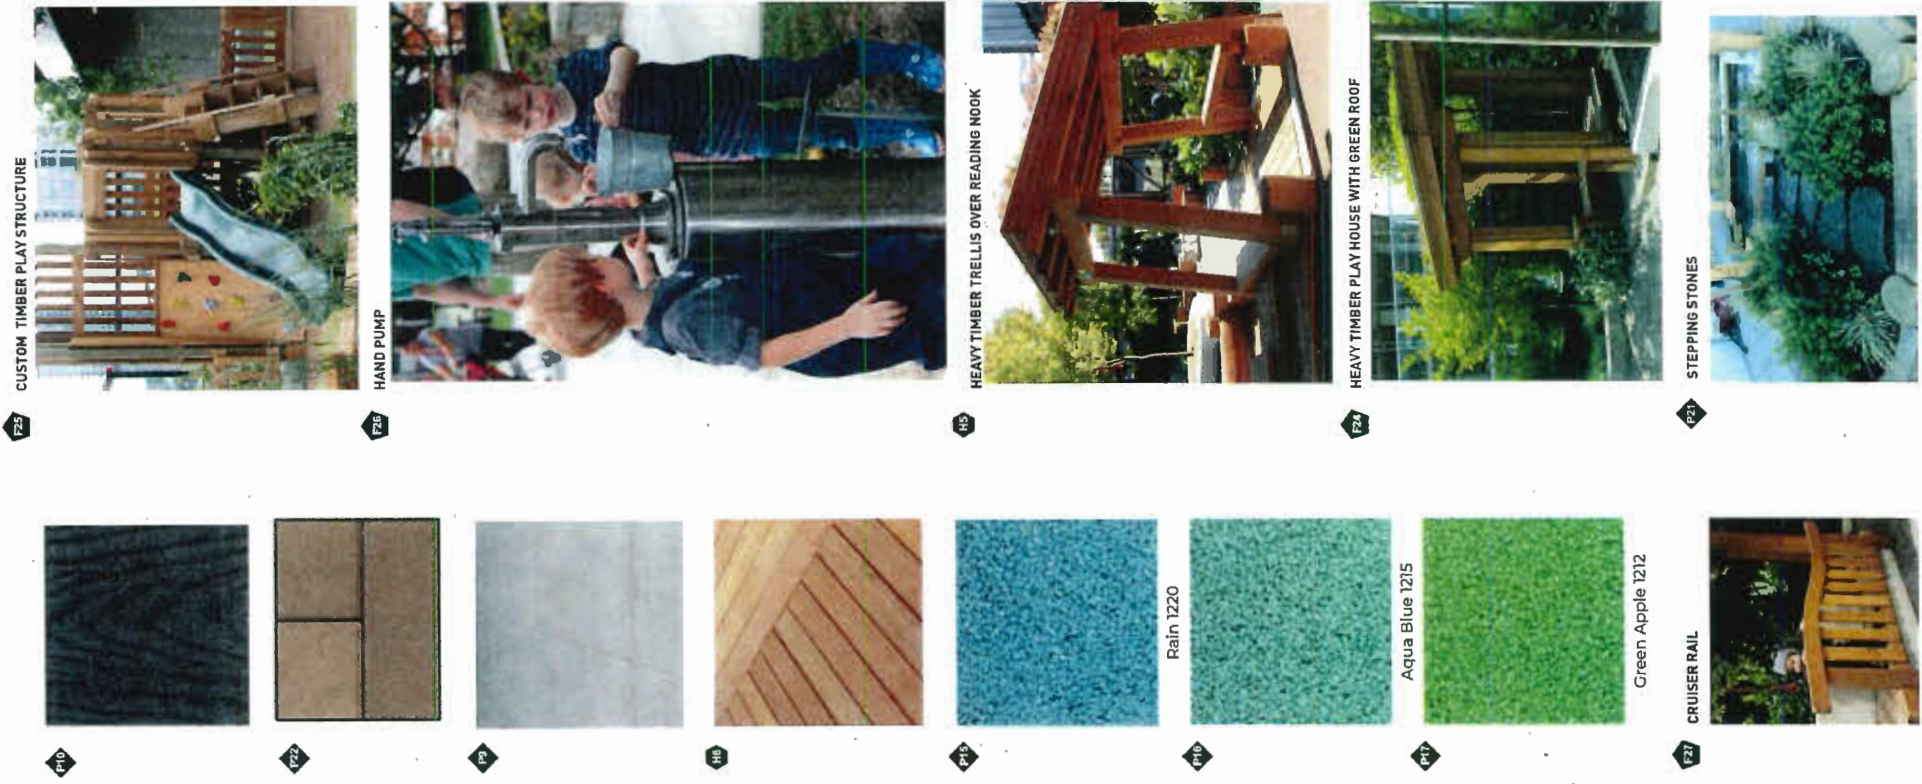 F25 CUSTOM TIMBER PLAY STRUCTURE
F26 HAND PUMP
H5 HEAVY TIMBER TRELLIS OVER READING NOOK
F24 HEAVY TIMBER PLAY HOUSE WITH GREEN ROOF
P21 STEPPING STONES
P10
P22
P9
H6
P15
Rain 1220
P16
Aqua Blue 1215
P17
Green Apple 1212
F27 CRUISER RAIL